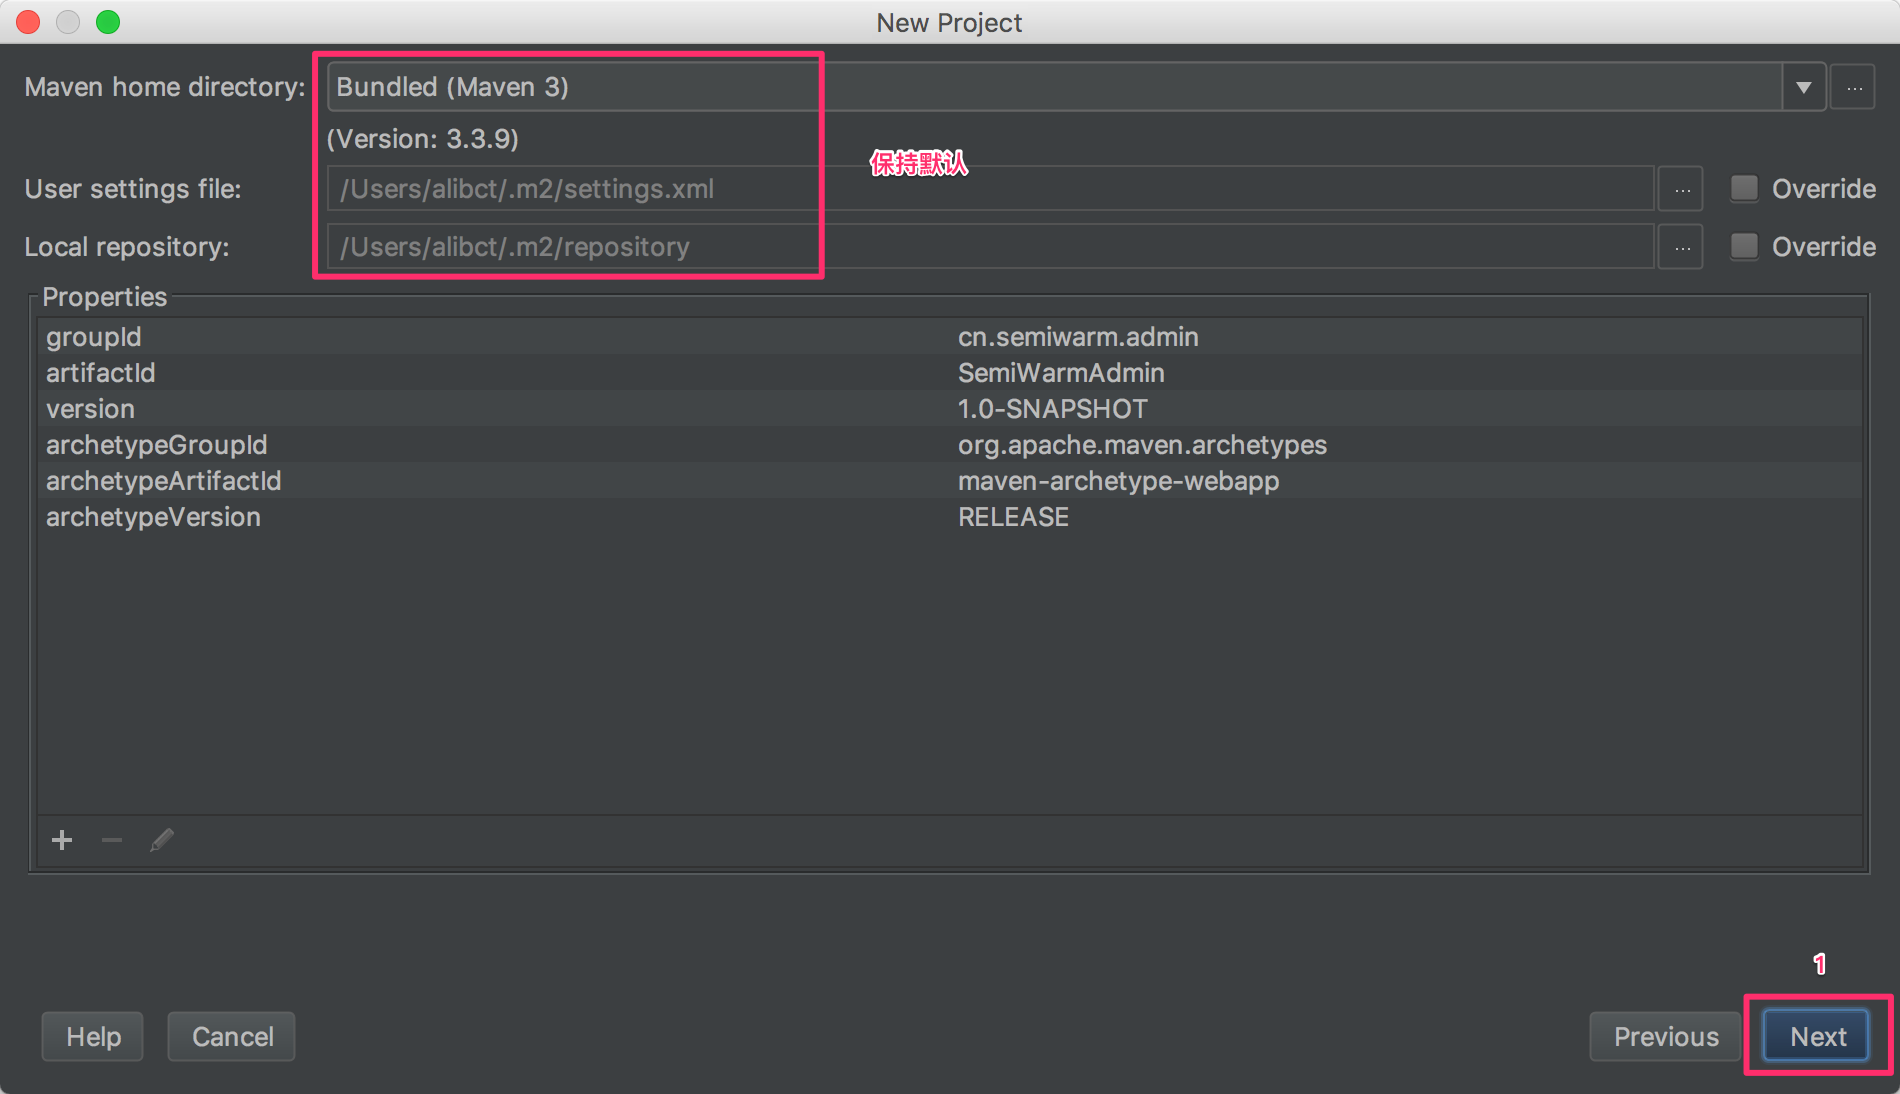 New Project
Maven home directory: Bundled (Maven 3)
(Version: 3.3.9)
保持默认
User settings file: /Users/alibct/.m2/settings.xml ... Override
Local repository: /Users/alibct/.m2/repository ... Override
Properties
groupId cn.semiwarm.admin
artifactId SemiWarmAdmin
version 1.0-SNAPSHOT
archetypeGroupId org.apache.maven.archetypes
archetypeArtifactId maven-archetype-webapp
archetypeVersion RELEASE
1
Help Cancel Previous Next